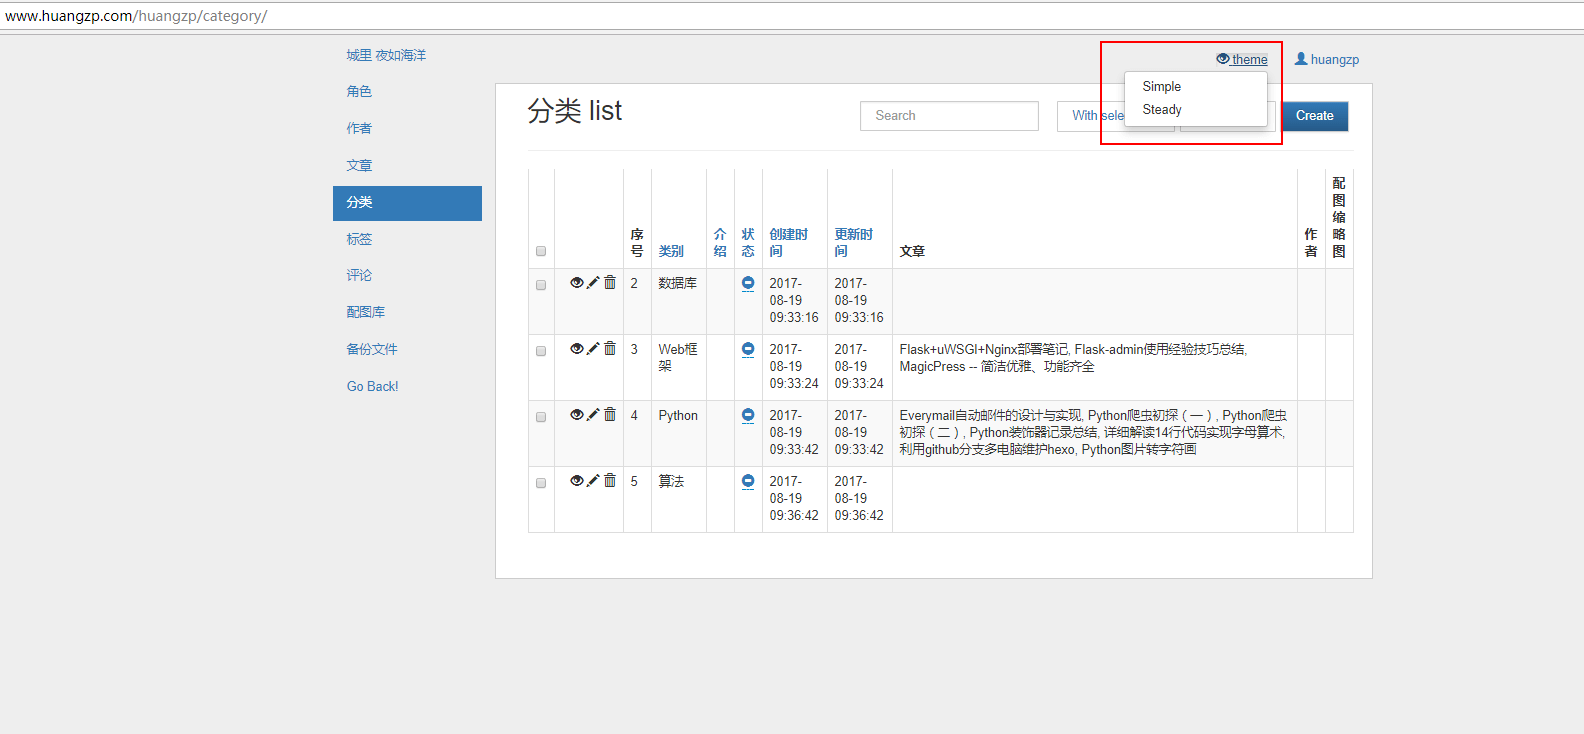 www.huangzp.com/huangzp/category/
城里 夜如海洋
theme
huangzp
角色
Simple
作者
分类 list
Search
With sele
Steady
Create
文章
分类
标签
评论
配图库
备份文件
Go Back!
序号
类别
介绍
状态
创建时间
更新时间
文章
作者
配图缩略图
2
数据库
2017-
08-19
09:33:16
2017-
08-19
09:33:16
3
Web框
架
2017-
08-19
09:33:24
2017-
08-19
09:33:24
Flask+uWSGI+Nginx部署笔记, Flask-admin使用经验技巧总结,
MagicPress -- 简洁优雅、功能齐全
4
Python
2017-
08-19
09:33:42
2017-
08-19
09:33:42
Everymail自动邮件的设计与实现, Python爬虫初探（一）, Python爬虫
初探（二）, Python装饰器记录总结, 详细解读14行代码实现字母算术,
利用github分支多电脑维护hexo, Python图片转字符画
5
算法
2017-
08-19
09:36:42
2017-
08-19
09:36:42